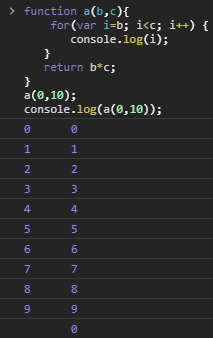 > function a(b,c){
for(var i=b; i<c; i++) {
console.log(i);
}
return b*c;
}
a(0,10);
console.log(a(0,10));
0 0
1 1
2 2
3 3
4 4
5 5
6 6
7 7
8 8
9 9
0